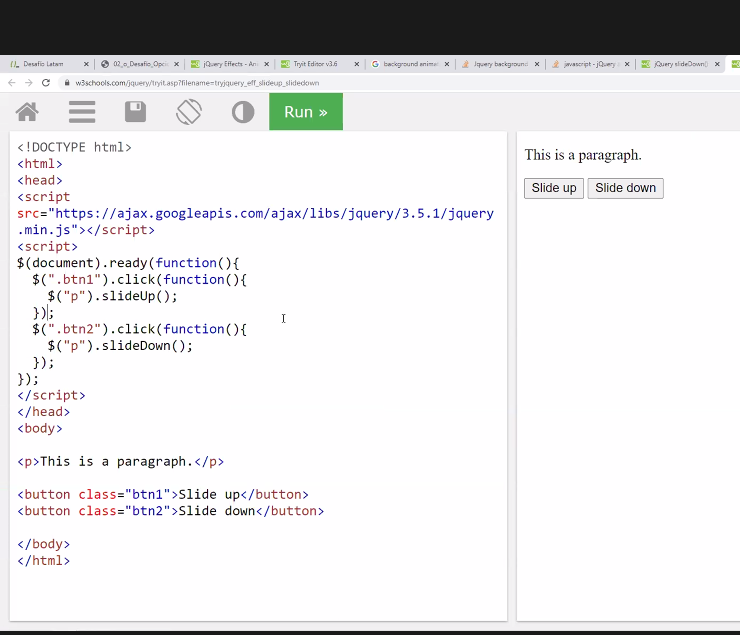 Desafío Latam
02_o_Desafío_Opci
jQuery Effects - Ani
Tryit Editor v3.6
background animat
Jquery background
javascript - jQuery
jQuery slideDown()
w3schools.com/jquery/tryit.asp?filename=tryjquery_eff_slideup_slidedown
Run »
<!DOCTYPE html>
<html>
<head>
<script
src="https://ajax.googleapis.com/ajax/libs/jquery/3.5.1/jquery
.min.js"></script>
<script>
$(document).ready(function(){
  $(".btn1").click(function(){
    $("p").slideUp();
  });
  $(".btn2").click(function(){
    $("p").slideDown();
  });
});
</script>
</head>
<body>
<p>This is a paragraph.</p>
<button class="btn1">Slide up</button>
<button class="btn2">Slide down</button>
</body>
</html>
This is a paragraph.
Slide up Slide down